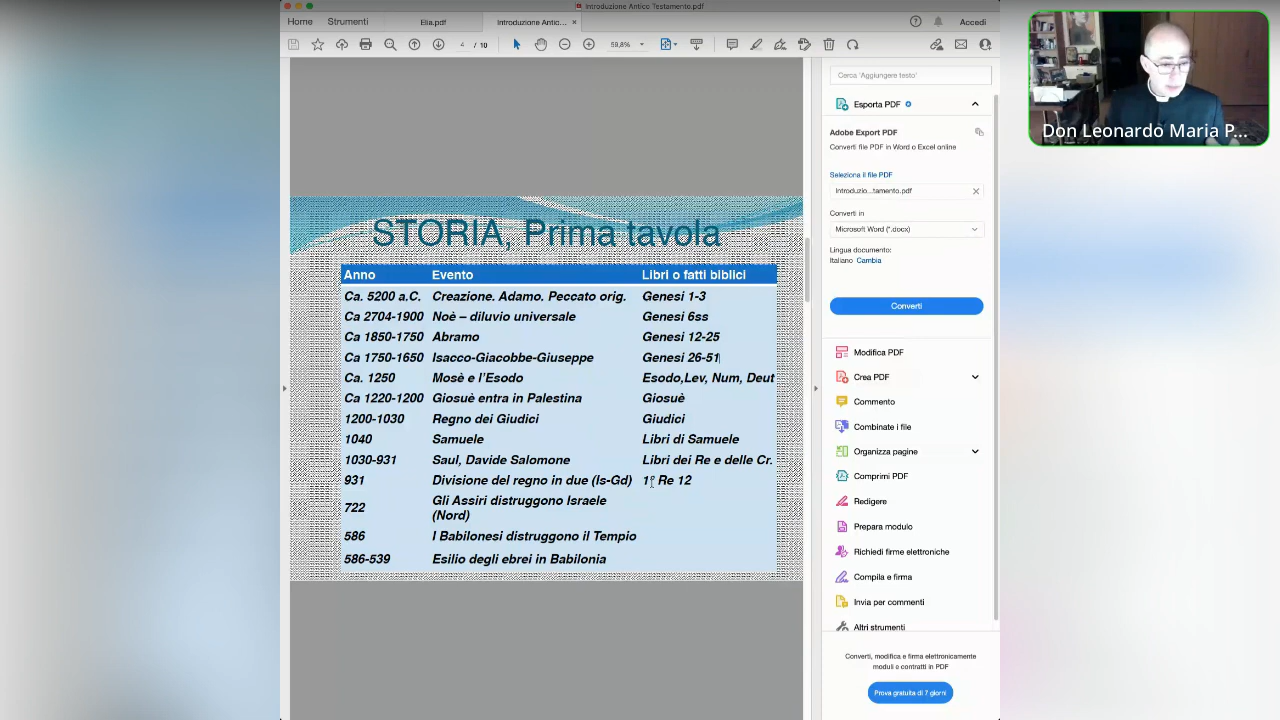 Introduzione Antico Testamento.pdf
Home Strumenti Elia.pdf Introduzione Antic... × Accedi
4 / 10 59,8%
Cerca 'Aggiungere testo'
Esporta PDF
Adobe Export PDF
Converti file PDF in Word o Excel online
Seleziona il file PDF
Introduzio...tamento.pdf
Converti in
Microsoft Word (*.docx)
Lingua documento:
Italiano Cambia
Converti
Modifica PDF
Crea PDF
Commento
Combinate i file
Organizza pagine
Comprimi PDF
Redigere
Prepara modulo
Richiedi firme elettroniche
Compila e firma
Invia per commenti
Altri strumenti
Converti, modifica e firma elettronicamente
moduli e contratti in PDF
Prova gratuita di 7 giorni
STORIA, Prima tavola
Anno Evento Libri o fatti biblici
Ca. 5200 a.C. Creazione. Adamo. Peccato orig. Genesi 1-3
Ca 2704-1900 Noè – diluvio universale Genesi 6ss
Ca 1850-1750 Abramo Genesi 12-25
Ca 1750-1650 Isacco-Giacobbe-Giuseppe Genesi 26-51
Ca. 1250 Mosè e l'Esodo Esodo,Lev, Num, Deut
Ca 1220-1200 Giosuè entra in Palestina Giosuè
1200-1030 Regno dei Giudici Giudici
1040 Samuele Libri di Samuele
1030-931 Saul, Davide Salomone Libri dei Re e delle Cr.
931 Divisione del regno in due (Is-Gd) 1° Re 12
722 Gli Assiri distruggono Israele
(Nord)
586 I Babilonesi distruggono il Tempio
586-539 Esilio degli ebrei in Babilonia
Don Leonardo Maria P...